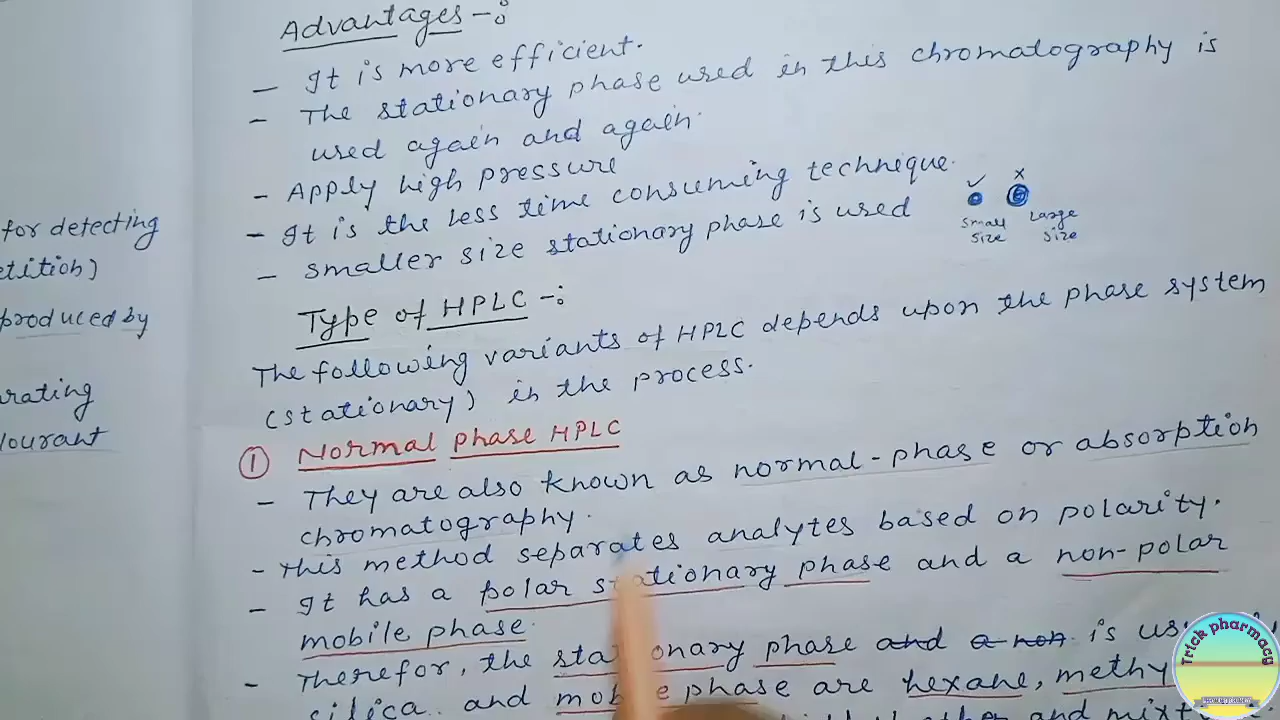 Advantages -:
- It is more efficient.
- The stationary phase used in this chromatography is
used again and again.
- Apply high pressure
- It is the less time consuming technique.
- smaller size stationary phase is used
✓ ×
small size
Large size
Type of HPLC -:
The following variants of HPLC depends upon the phase system
(stationary) in the process.
① Normal phase HPLC
- They are also known as normal-phase or absorption
chromatography.
- This method separates analytes based on polarity.
- It has a polar stationary phase and a non-polar
mobile phase.
- Therefor, the stationary phase and a non is
silica and mobile phase are hexane,
and
for detecting
produced by
Trick pharmacy